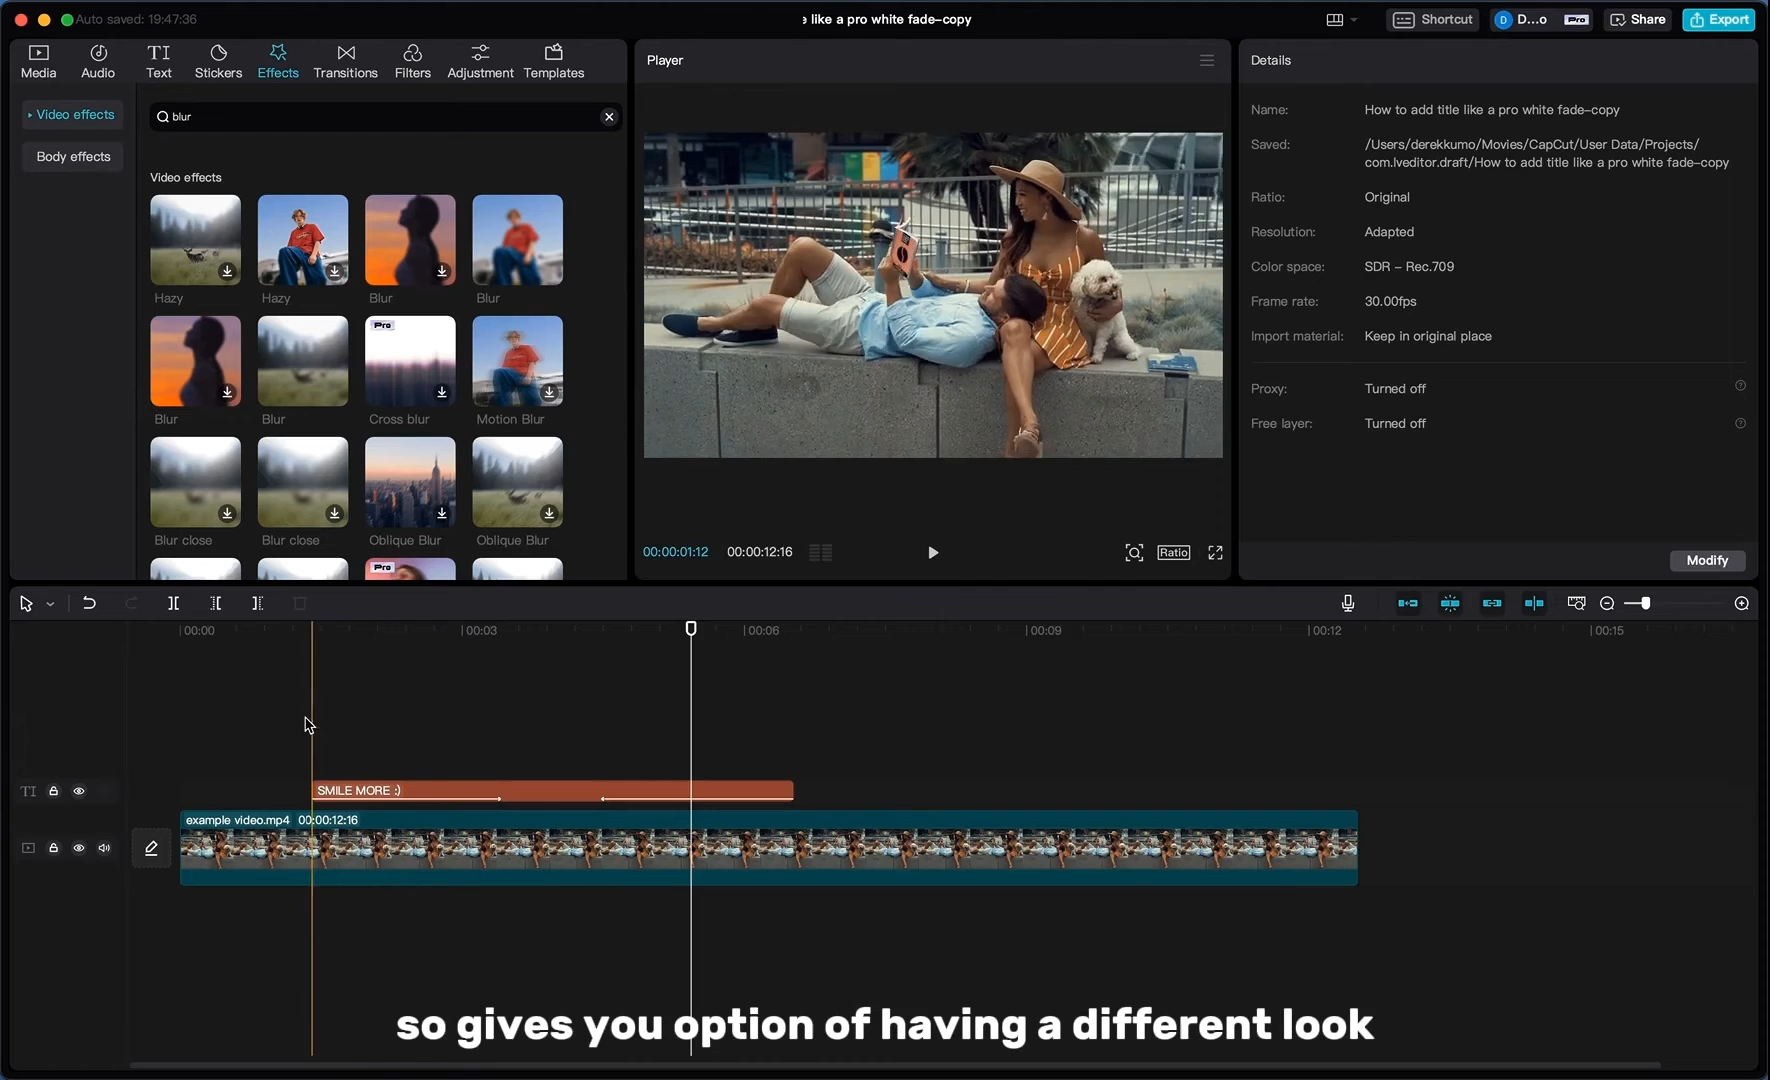 Auto saved: 19:47:36
e like a pro white fade-copy
Shortcut
D...o
Pro
Share
Export
Media
Audio
TI
Text
Stickers
Effects
Transitions
Filters
Adjustment
Templates
Video effects
Body effects
blur
Video effects
Hazy
Hazy
Blur
Blur
Blur
Blur
Pro
Cross blur
Motion Blur
Blur close
Blur close
Oblique Blur
Oblique Blur
Pro
Player
00:00:01:12
00:00:12:16
Ratio
Details
Name:
How to add title like a pro white fade-copy
Saved:
/Users/derekkumo/Movies/CapCut/User Data/Projects/
com.lveditor.draft/How to add title like a pro white fade-copy
Ratio:
Original
Resolution:
Adapted
Color space:
SDR - Rec.709
Frame rate:
30.00fps
Import material:
Keep in original place
Proxy:
Turned off
Free layer:
Turned off
Modify
00:00
00:03
00:06
00:09
00:12
00:15
TI
SMILE MORE :)
example video.mp4 00:00:12:16
so gives you option of having a different look